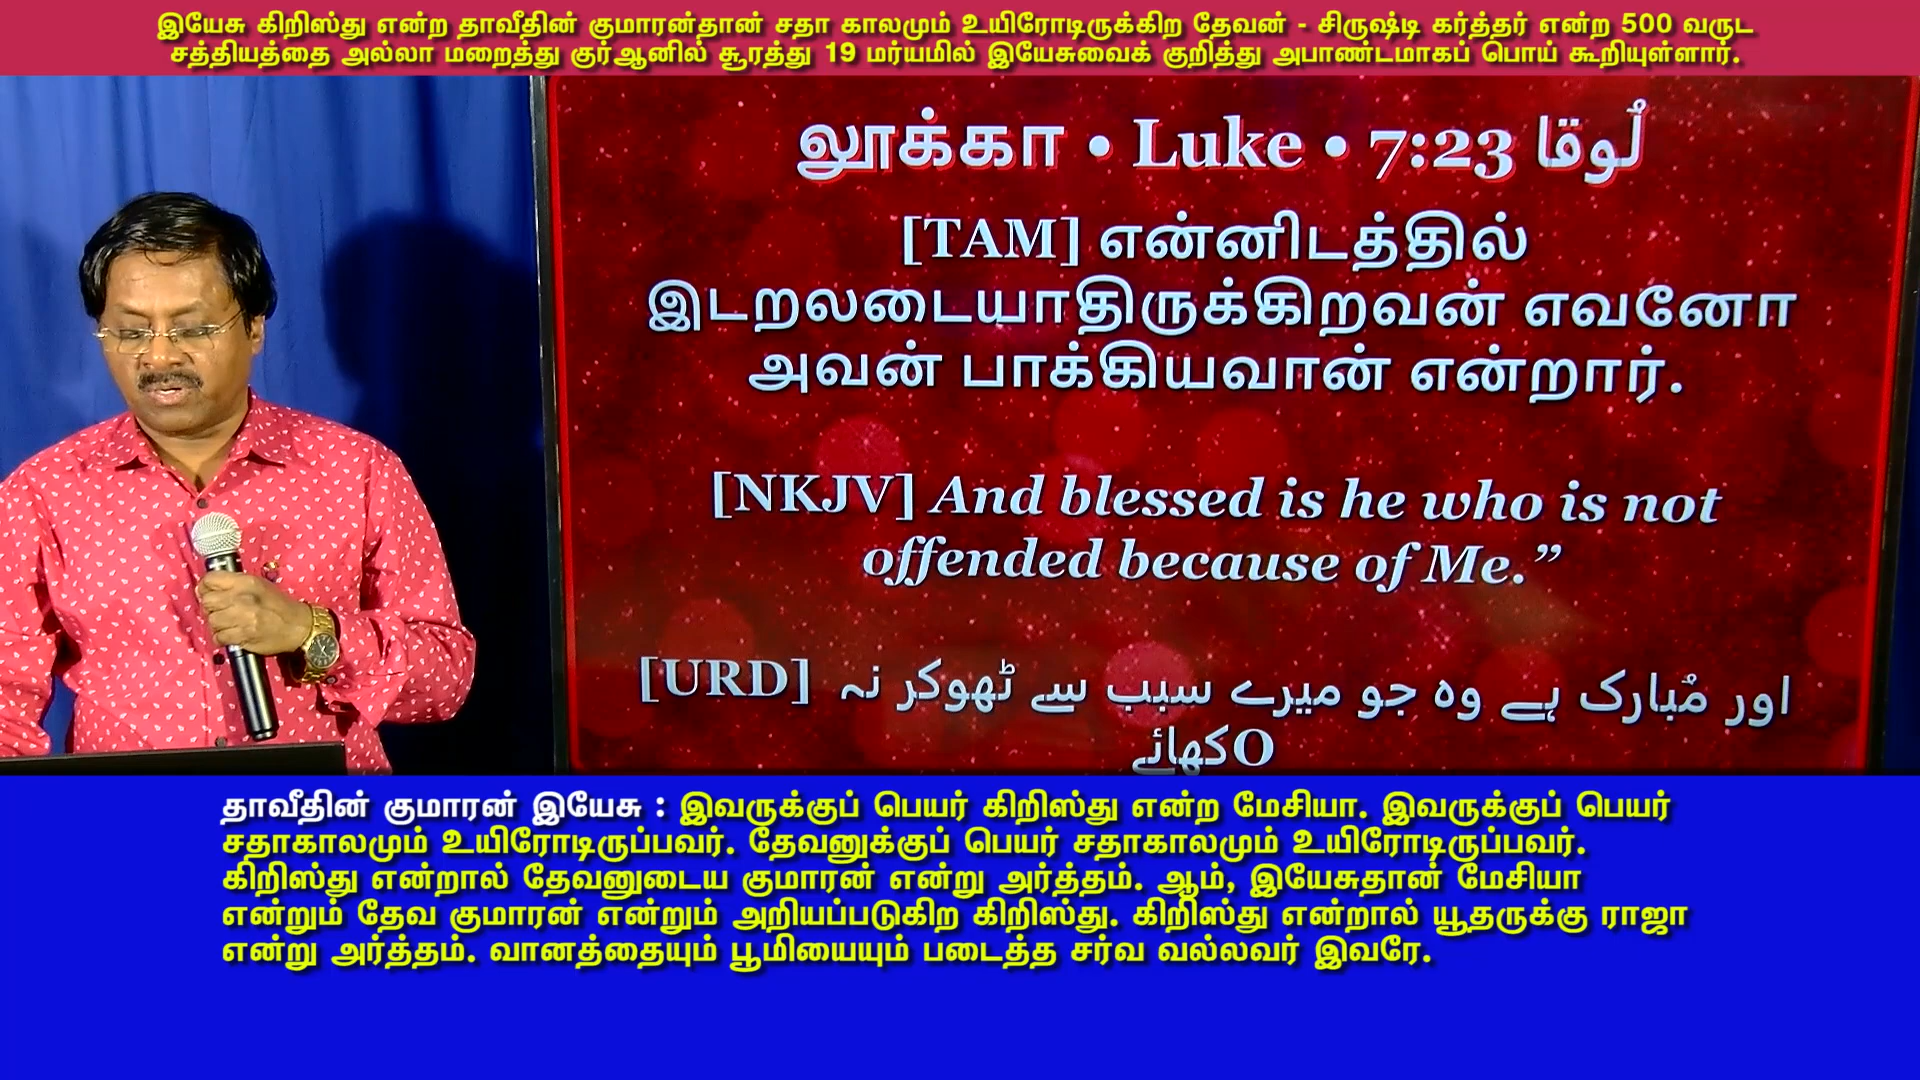 இயேசு கிறிஸ்து என்ற தாவீதின் குமாரன்தான் சதா காலமும் உயிரோடிருக்கிற தேவன் - சிருஷ்டி கர்த்தர் என்ற 500 வருட
சத்தியத்தை அல்லா மறைத்து குர்ஆனில் சூரத்து 19 மர்யமில் இயேசுவைக் குறித்து அபாண்டமாகப் பொய் கூறியுள்ளார்.
லூக்கா • Luke • 7:23 لُوقا
[TAM] என்னிடத்தில்
இடறலடையாதிருக்கிறவன் எவனோ
அவன் பாக்கியவான் என்றார்.
[NKJV] And blessed is he who is not
offended because of Me.”
[URD] اور مُبارک ہے وہ جو میرے سبب سے ٹھوکر نہ
کھائےO
தாவீதின் குமாரன் இயேசு : இவருக்குப் பெயர் கிறிஸ்து என்ற மேசியா. இவருக்குப் பெயர்
சதாகாலமும் உயிரோடிருப்பவர். தேவனுக்குப் பெயர் சதாகாலமும் உயிரோடிருப்பவர்.
கிறிஸ்து என்றால் தேவனுடைய குமாரன் என்று அர்த்தம். ஆம், இயேசுதான் மேசியா
என்றும் தேவ குமாரன் என்றும் அறியப்படுகிற கிறிஸ்து. கிறிஸ்து என்றால் யூதருக்கு ராஜா
என்று அர்த்தம். வானத்தையும் பூமியையும் படைத்த சர்வ வல்லவர் இவரே.